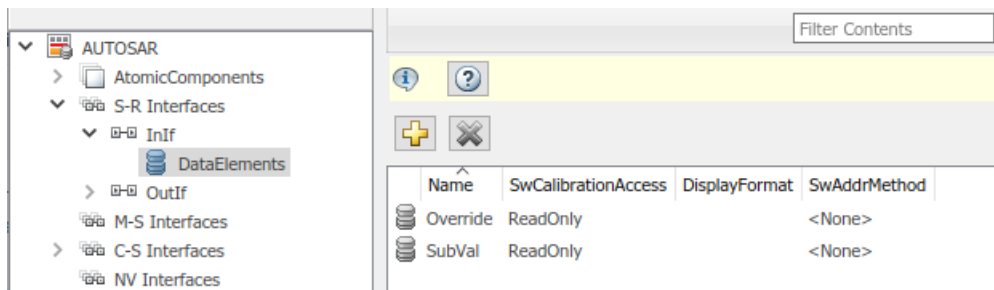 Filter Contents
AUTOSAR
AtomicComponents
S-R Interfaces
InIf
DataElements
OutIf
M-S Interfaces
C-S Interfaces
NV Interfaces
Name SwCalibrationAccess DisplayFormat SwAddrMethod
Override ReadOnly <None>
SubVal ReadOnly <None>